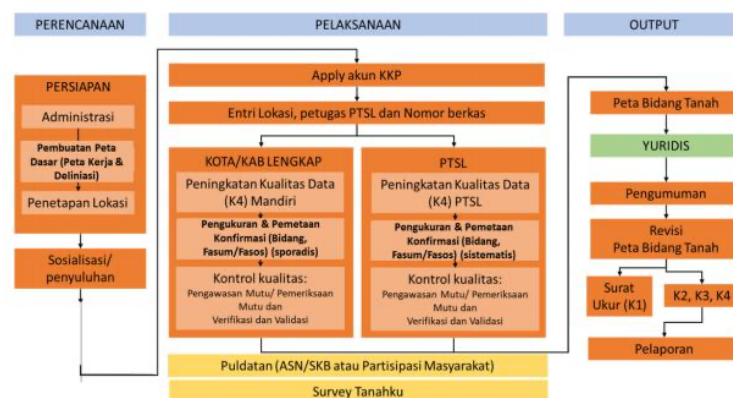 PERENCANAAN
PERSIAPAN
Administrasi
Pembuatan Peta
Dasar (Peta Kerja &
Deliniasi)
Penetapan Lokasi
Sosialisasi/
penyuluhan
PELAKSANAAN
Apply akun KKP
Entri Lokasi, petugas PTSL dan Nomor berkas
KOTA/KAB LENGKAP
Peningkatan Kualitas Data
(K4) Mandiri
Pengukuran & Pemetaan
Konfirmasi (Bidang,
Fasum/Fasos) (sporadis)
Kontrol kualitas:
Pengawasan Mutu/ Pemeriksaan
Mutu dan
Verifikasi dan Validasi
PTSL
Peningkatan Kualitas Data
(K4) PTSL
Pengukuran & Pemetaan
Konfirmasi (Bidang,
Fasum/Fasos) (sistematis)
Kontrol kualitas:
Pengawasan Mutu/ Pemeriksaan
Mutu dan
Verifikasi dan Validasi
Puldatan (ASN/SKB atau Partisipasi Masyarakat)
Survey Tanahku
OUTPUT
Peta Bidang Tanah
YURIDIS
Pengumuman
Revisi
Peta Bidang Tanah
Surat
Ukur (K1)
K2, K3, K4
Pelaporan